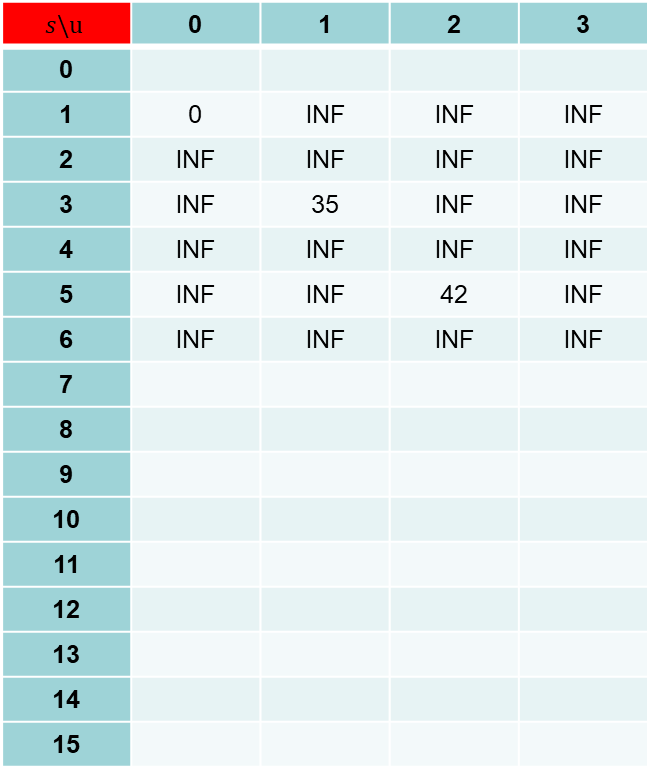 s\u 0 1 2 3
0
1 0 INF INF INF
2 INF INF INF INF
3 INF 35 INF INF
4 INF INF INF INF
5 INF INF 42 INF
6 INF INF INF INF
7
8
9
10
11
12
13
14
15